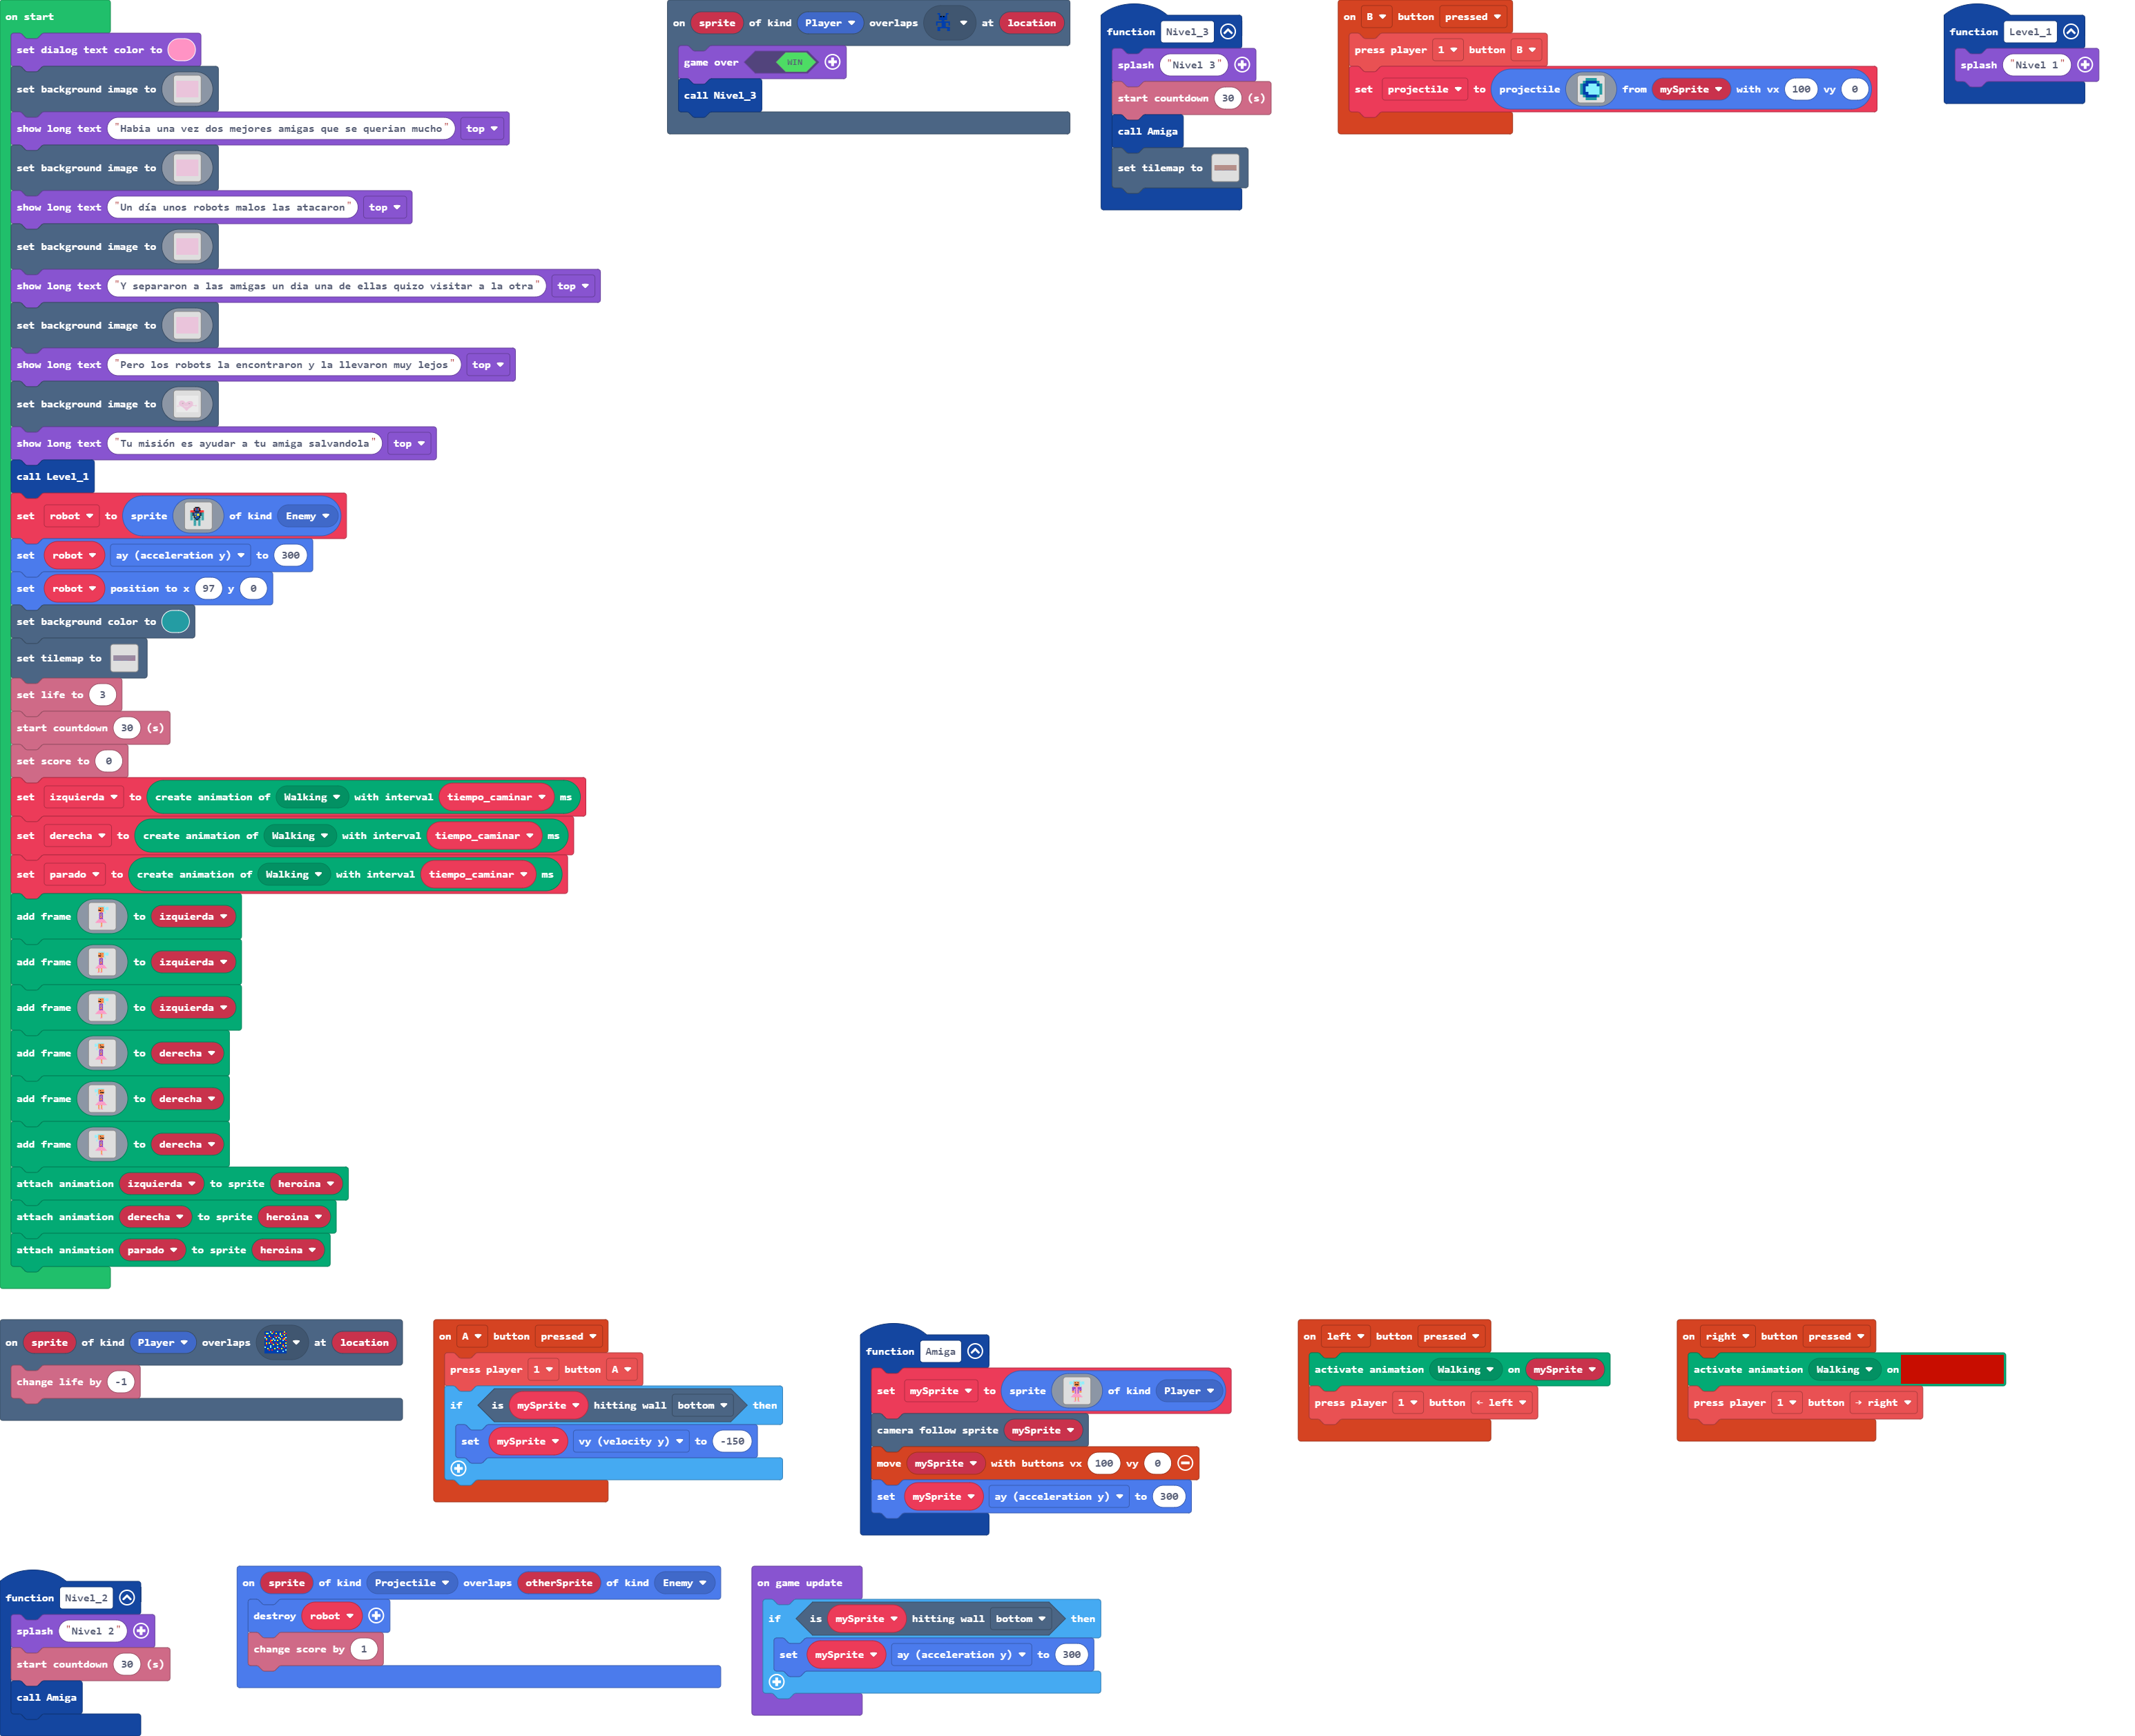 on start
set dialog text color to
set background image to
show long text "Habia una vez dos mejores amigas que se querian mucho" top
set background image to
show long text "Un día unos robots malos las atacaron" top
set background image to
show long text "Y separaron a las amigas un dia una de ellas quizo visitar a la otra" top
set background image to
show long text "Pero los robots la encontraron y la llevaron muy lejos" top
set background image to
show long text "Tu misión es ayudar a tu amiga salvandola" top
call Level_1
set robot to sprite of kind Enemy
set robot ay (acceleration y) to 300
set robot position to x 97 y 0
set background color to
set tilemap to
set life to 3
start countdown 30 (s)
set score to 0
set izquierda to create animation of Walking with interval tiempo_caminar ms
set derecha to create animation of Walking with interval tiempo_caminar ms
set parado to create animation of Walking with interval tiempo_caminar ms
add frame to izquierda
add frame to izquierda
add frame to izquierda
add frame to derecha
add frame to derecha
add frame to derecha
attach animation izquierda to sprite heroina
attach animation derecha to sprite heroina
attach animation parado to sprite heroina
on sprite of kind Player overlaps at location
game over WIN
call Nivel_3
function Nivel_3
splash "Nivel 3"
start countdown 30 (s)
call Amiga
set tilemap to
on B button pressed
press player 1 button B
set projectile to projectile from mySprite with vx 100 vy 0
function Level_1
splash "Nivel 1"
on sprite of kind Player overlaps at location
change life by -1
on A button pressed
press player 1 button A
if is mySprite hitting wall bottom then
set mySprite vy (velocity y) to -150
function Amiga
set mySprite to sprite of kind Player
camera follow sprite mySprite
move mySprite with buttons vx 100 vy 0
set mySprite ay (acceleration y) to 300
on left button pressed
activate animation Walking on mySprite
press player 1 button ← left
on right button pressed
activate animation Walking on
press player 1 button → right
function Nivel_2
splash "Nivel 2"
start countdown 30 (s)
call Amiga
on sprite of kind Projectile overlaps otherSprite of kind Enemy
destroy robot
change score by 1
on game update
if is mySprite hitting wall bottom then
set mySprite ay (acceleration y) to 300